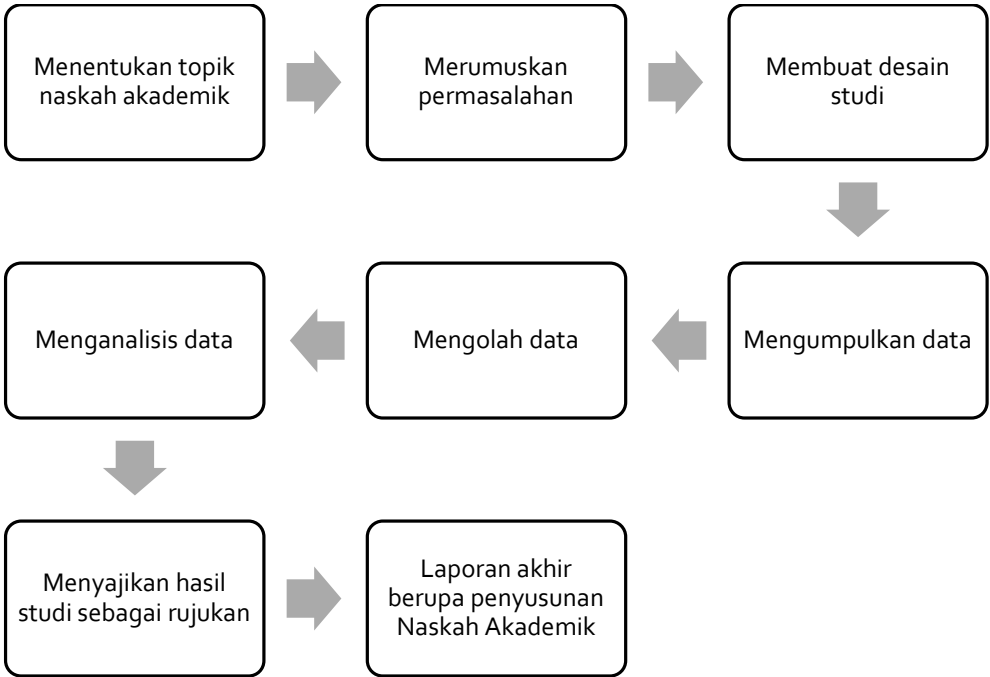 Menentukan topik
naskah akademik
Merumuskan
permasalahan
Membuat desain
studi
Mengumpulkan data
Mengolah data
Menganalisis data
Menyajikan hasil
studi sebagai rujukan
Laporan akhir
berupa penyusunan
Naskah Akademik